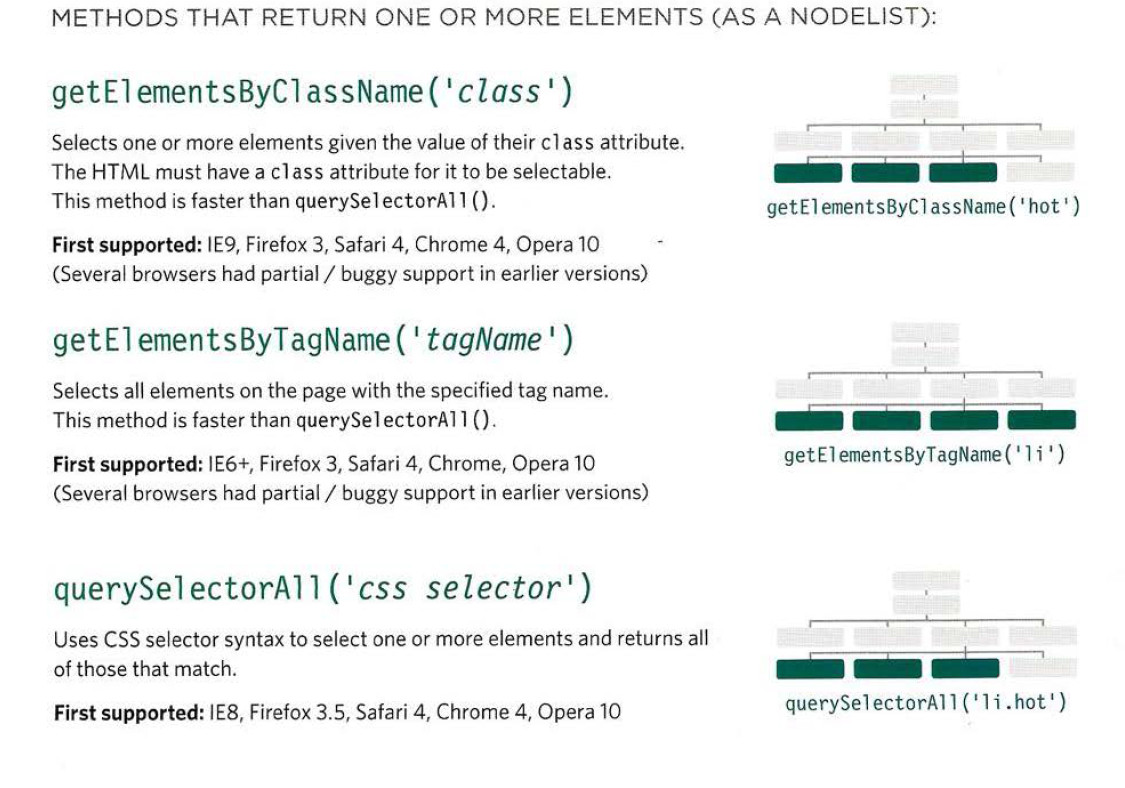 METHODS THAT RETURN ONE OR MORE ELEMENTS (AS A NODELIST):
getElementsByClassName('class')
Selects one or more elements given the value of their class attribute.
The HTML must have a class attribute for it to be selectable.
This method is faster than querySelectorAll().
First supported: IE9, Firefox 3, Safari 4, Chrome 4, Opera 10
(Several browsers had partial / buggy support in earlier versions)
getElementsByClassName('hot')
getElementsByTagName('tagName')
Selects all elements on the page with the specified tag name.
This method is faster than querySelectorAll().
First supported: IE6+, Firefox 3, Safari 4, Chrome, Opera 10
(Several browsers had partial / buggy support in earlier versions)
getElementsByTagName('li')
querySelectorAll('css selector')
Uses CSS selector syntax to select one or more elements and returns all
of those that match.
First supported: IE8, Firefox 3.5, Safari 4, Chrome 4, Opera 10
querySelectorAll('li.hot')